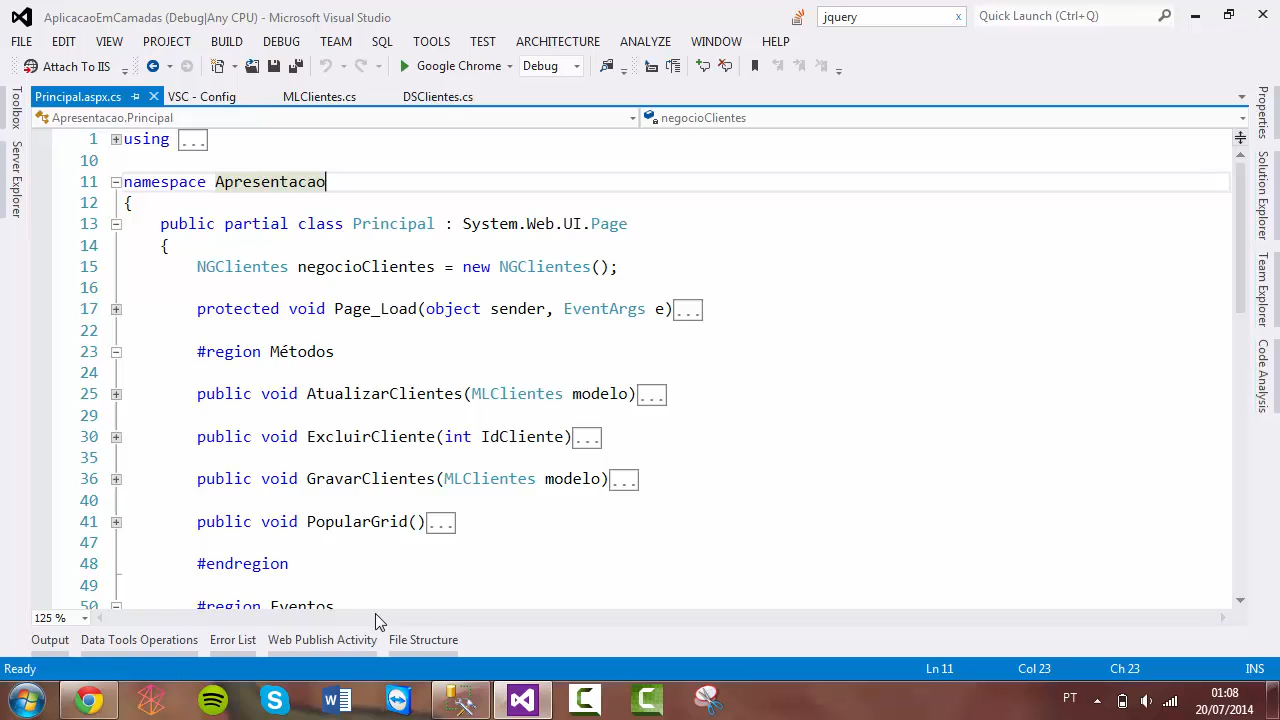 AplicacaoEmCamadas (Debug|Any CPU) - Microsoft Visual Studio
jquery x
Quick Launch (Ctrl+Q)
FILE EDIT VIEW PROJECT BUILD DEBUG TEAM SQL TOOLS TEST ARCHITECTURE ANALYZE WINDOW HELP
Attach To IIS Google Chrome Debug
Principal.aspx.cs VSC - Config MLClientes.cs DSClientes.cs
Apresentacao.Principal negocioClientes
1 using ...
10
11 namespace Apresentacao
12 {
13 public partial class Principal : System.Web.UI.Page
14 {
15 NGClientes negocioClientes = new NGClientes();
16
17 protected void Page_Load(object sender, EventArgs e)...
22
23 #region Métodos
24
25 public void AtualizarClientes(MLClientes modelo)...
29
30 public void ExcluirCliente(int IdCliente)...
35
36 public void GravarClientes(MLClientes modelo)...
40
41 public void PopularGrid()...
47
48 #endregion
49
50 #region Eventos
125 %
Toolbox
Server Explorer
Properties
Solution Explorer
Team Explorer
Code Analysis
Output Data Tools Operations Error List Web Publish Activity File Structure
Ready Ln 11 Col 23 Ch 23 INS
PT 01:08
20/07/2014